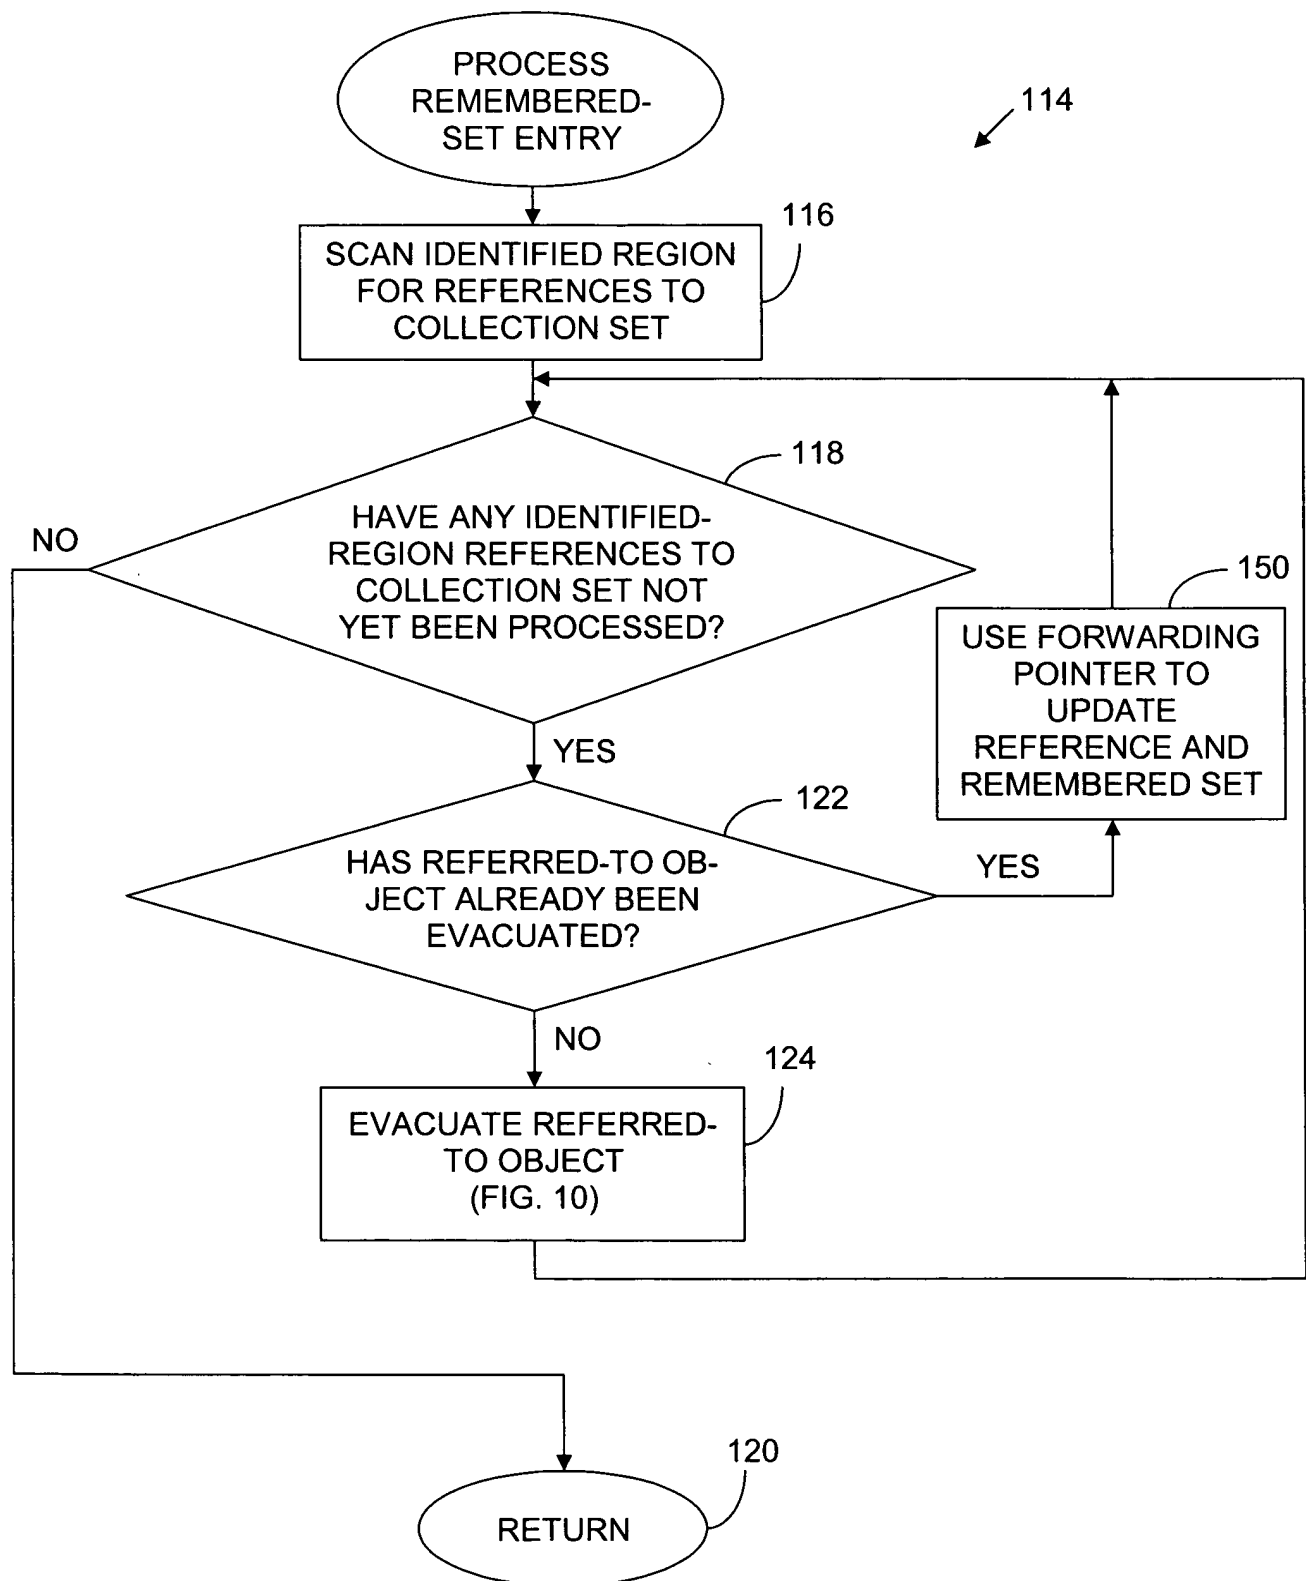 PROCESS
REMEMBERED-
SET ENTRY
114
116
SCAN IDENTIFIED REGION
FOR REFERENCES TO
COLLECTION SET
118
HAVE ANY IDENTIFIED-
REGION REFERENCES TO
COLLECTION SET NOT
YET BEEN PROCESSED?
NO
150
USE FORWARDING
POINTER TO
UPDATE
REFERENCE AND
REMEMBERED SET
YES
122
HAS REFERRED-TO OB-
JECT ALREADY BEEN
EVACUATED?
YES
NO
124
EVACUATE REFERRED-
TO OBJECT
(FIG. 10)
120
RETURN